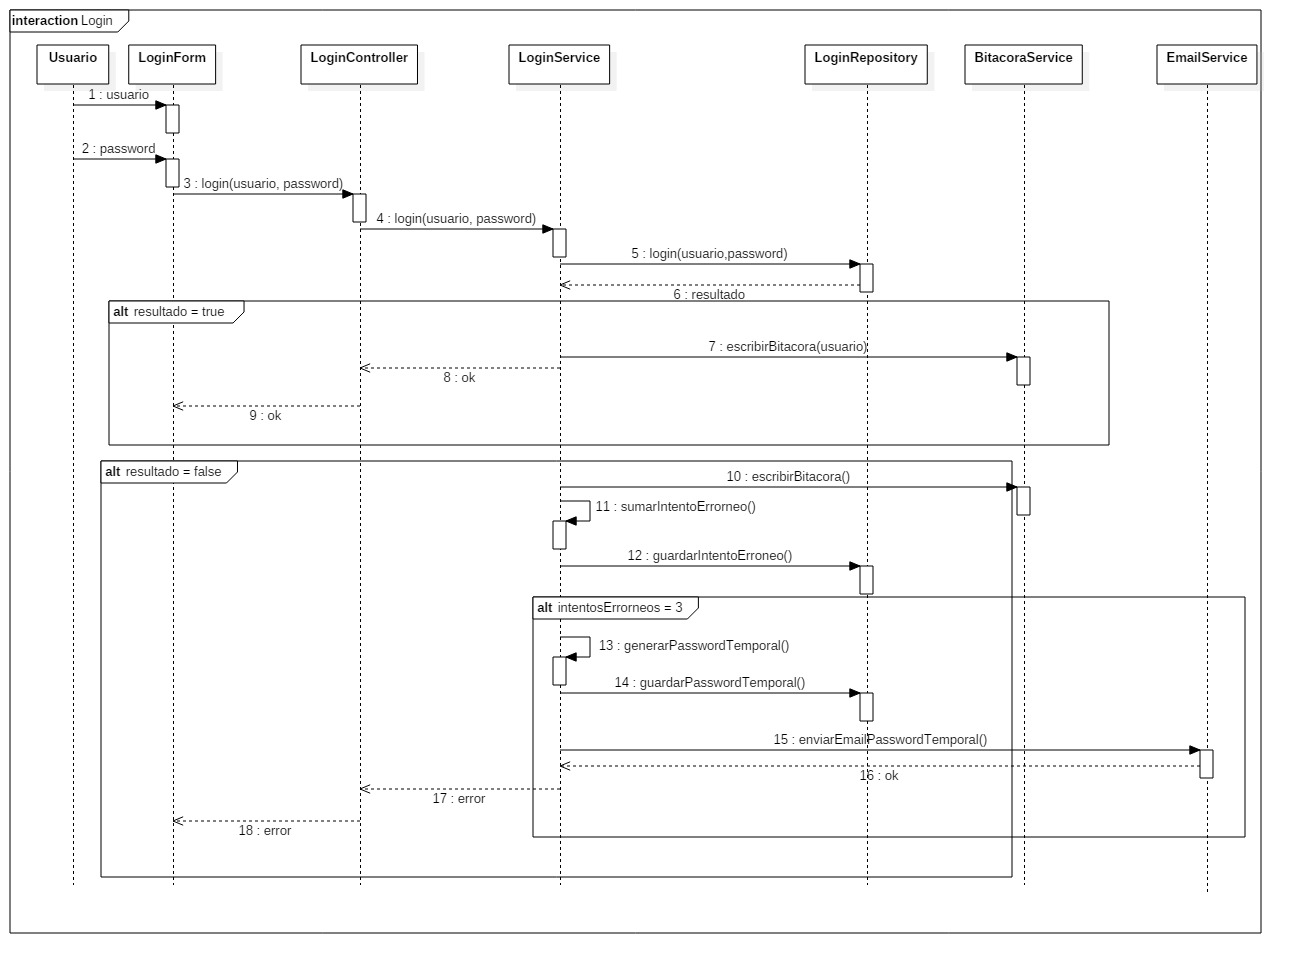 interaction Login
Usuario
LoginForm
LoginController
LoginService
LoginRepository
BitacoraService
EmailService
1 : usuario
2 : password
3 : login(usuario, password)
4 : login(usuario, password)
5 : login(usuario,password)
6 : resultado
alt resultado = true
7 : escribirBitacora(usuario)
8 : ok
9 : ok
alt resultado = false
10 : escribirBitacora()
11 : sumarIntentoErrorneo()
12 : guardarIntentoErroneo()
alt intentosErrorneos = 3
13 : generarPasswordTemporal()
14 : guardarPasswordTemporal()
15 : enviarEmailPasswordTemporal()
16 : ok
17 : error
18 : error